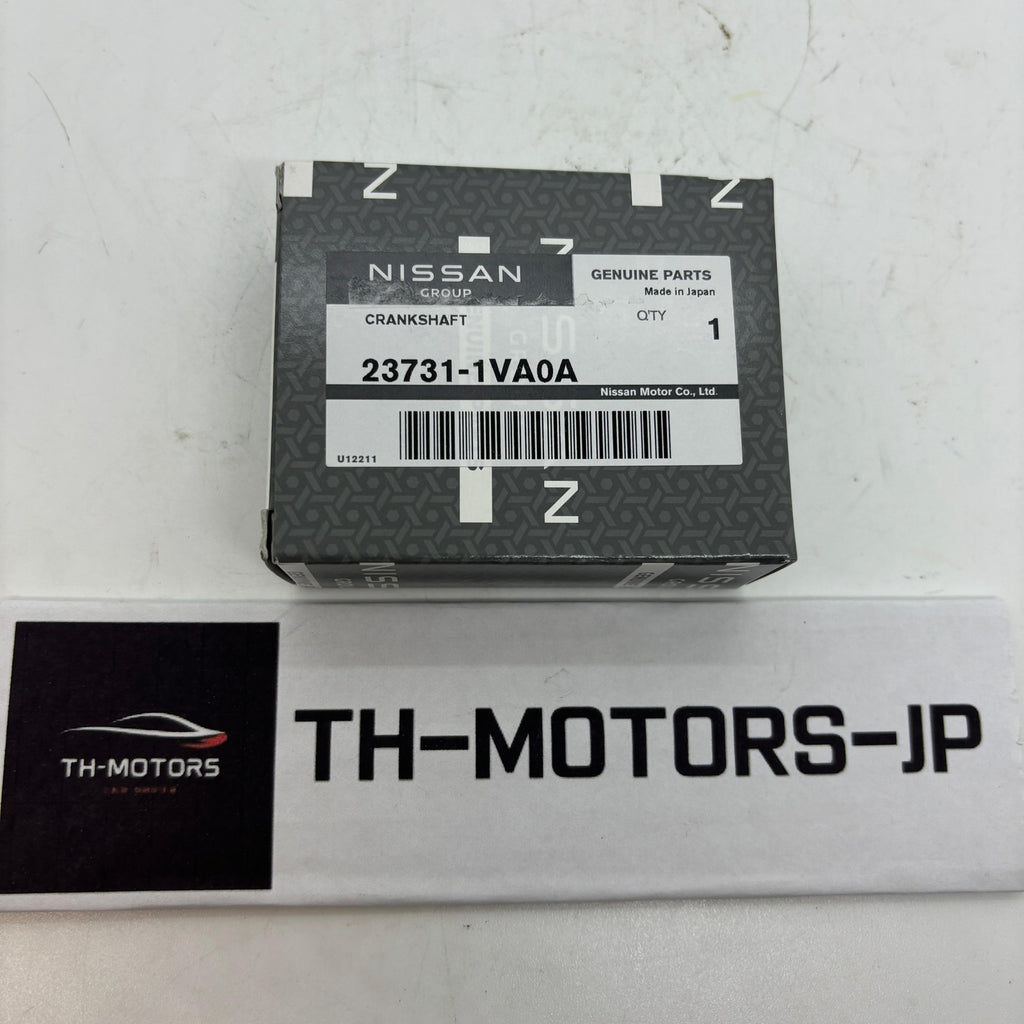 Z
Z
Z
NISSAN
GROUP
GENUINE PARTS
Made in Japan
CRANKSHAFT
Q'TY
1
23731-1VA0A
Nissan Motor Co., Ltd.
U12211
Z
TH-MOTORS
TH-MOTORS-JP